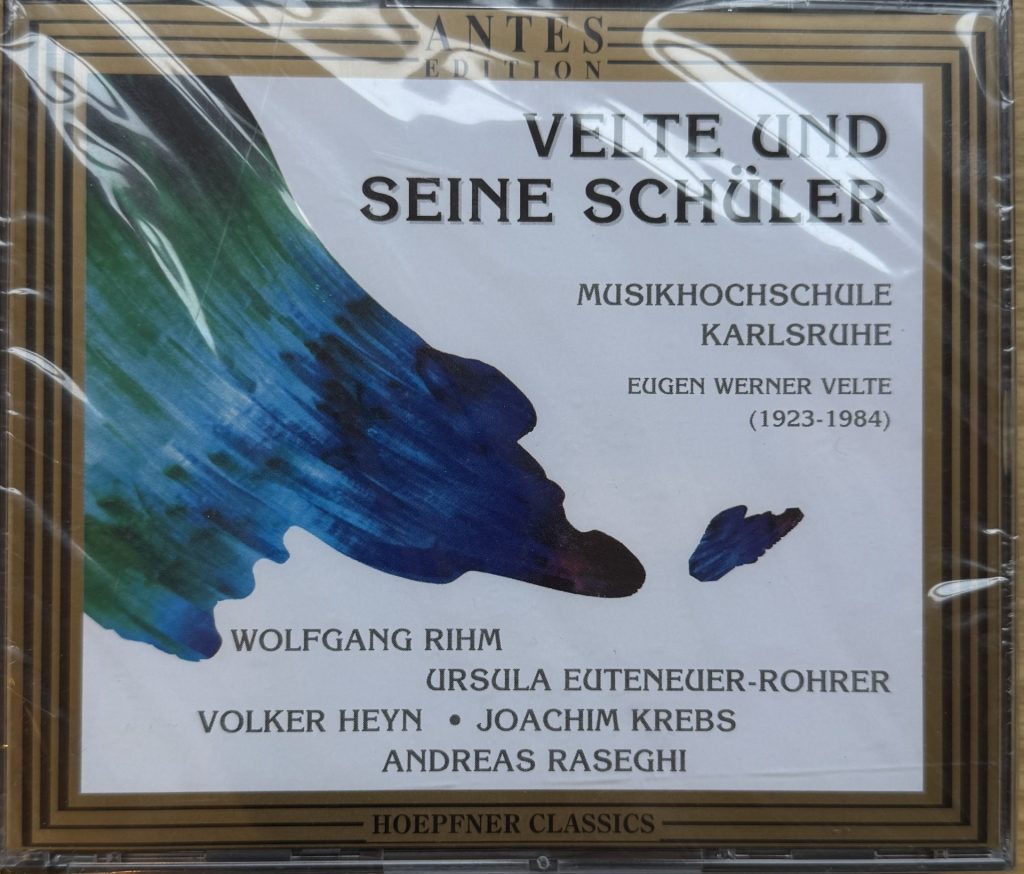 ANTES
EDITION
VELTE UND
SEINE SCHÜLER
MUSIKHOCHSCHULE
KARLSRUHE
EUGEN WERNER VELTE
(1923-1984)
WOLFGANG RIHM
URSULA EUTENEUER-ROHRER
VOLKER HEYN • JOACHIM KREBS
ANDREAS RASEGHI
HOEPFNER CLASSICS